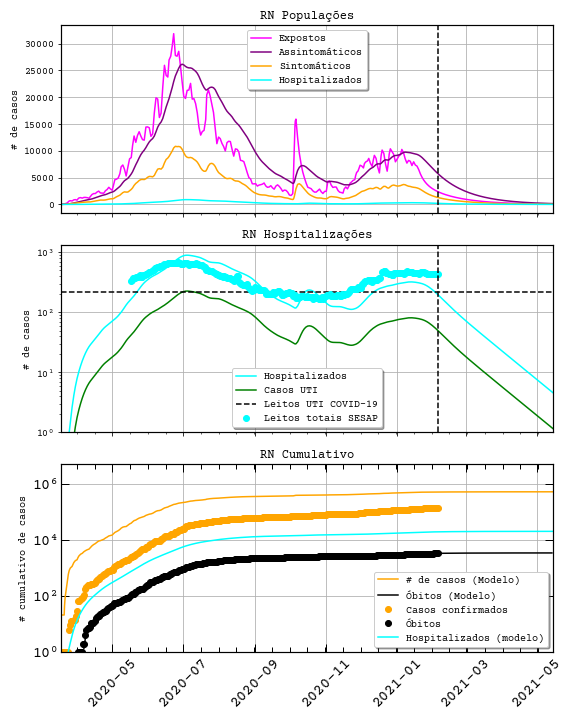 RN Populações
# de casos
30000
25000
20000
15000
10000
5000
0
Expostos
Assintomáticos
Sintomáticos
Hospitalizados
RN Hospitalizações
# de casos
10³
10²
10¹
10⁰
Hospitalizados
Casos UTI
Leitos UTI COVID-19
Leitos totais SESAP
RN Cumulativo
# cumulativo de casos
10⁶
10⁴
10²
10⁰
# de casos (Modelo)
Óbitos (Modelo)
Casos confirmados
Óbitos
Hospitalizados (modelo)
2020-05
2020-07
2020-09
2020-11
2021-01
2021-03
2021-05